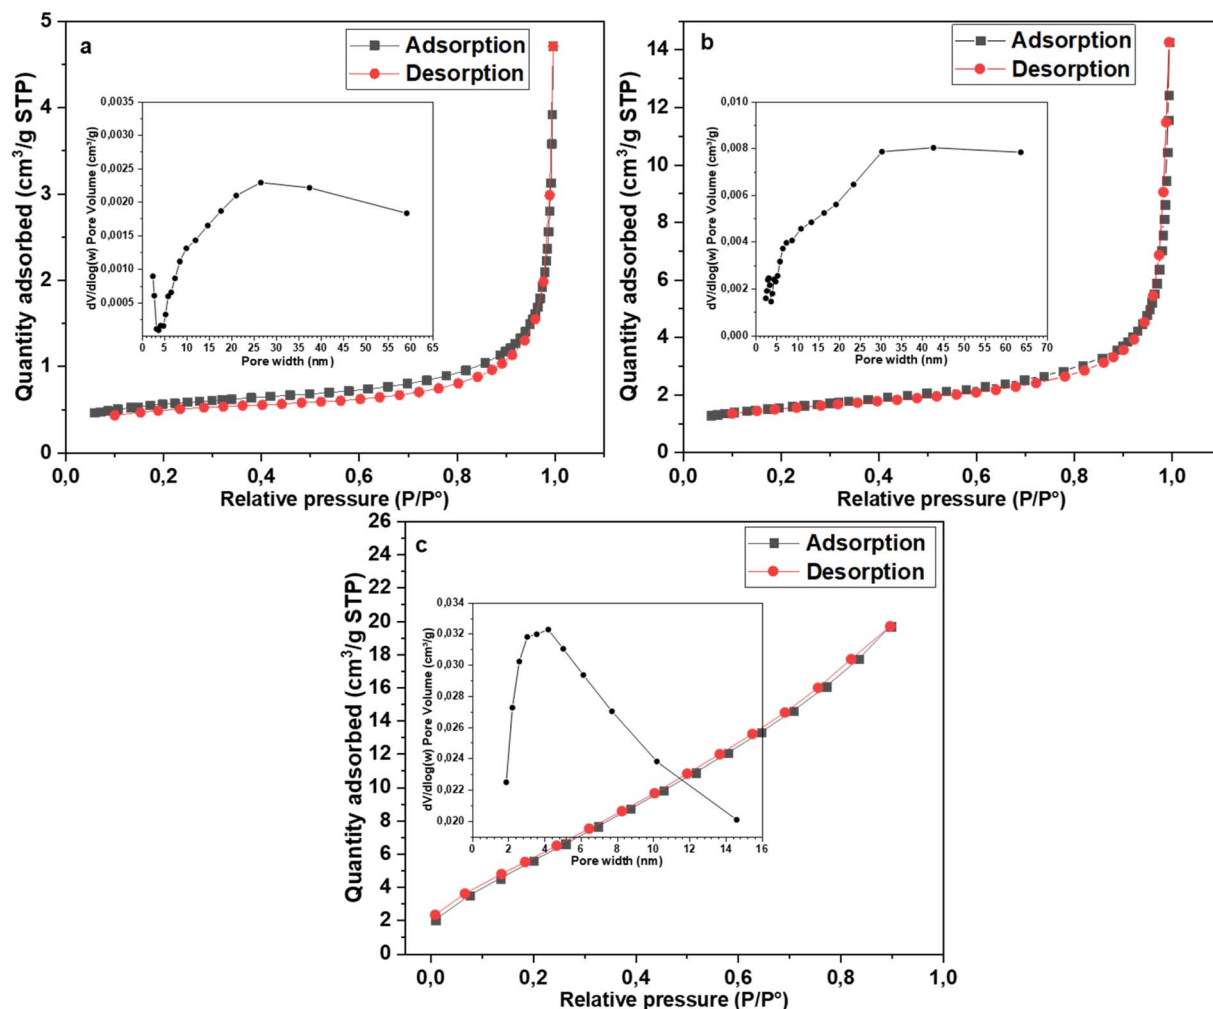 a
Adsorption
Desorption
Quantity adsorbed (cm³/g STP)
5
4
3
2
1
0
0,0
0,2
0,4
0,6
0,8
1,0
Relative pressure (P/P°)
dV/dlog(w) Pore Volume (cm³/g)
0,0035
0,0030
0,0025
0,0020
0,0015
0,0010
0,0005
0 5 10 15 20 25 30 35 40 45 50 55 60 65
Pore width (nm)
b
Adsorption
Desorption
Quantity adsorbed (cm³/g STP)
14
12
10
8
6
4
2
0
0,0
0,2
0,4
0,6
0,8
1,0
Relative pressure (P/P°)
dV/dlog(w) Pore Volume (cm³/g)
0,010
0,008
0,006
0,004
0,002
0,000
0 5 10 15 20 25 30 35 40 45 50 55 60 65 70
Pore width (nm)
c
Adsorption
Desorption
Quantity adsorbed (cm³/g STP)
26
24
22
20
18
16
14
12
10
8
6
4
2
0
0,0
0,2
0,4
0,6
0,8
1,0
Relative pressure (P/P°)
dV/dlog(w) Pore Volume (cm³/g)
0,034
0,032
0,030
0,028
0,026
0,024
0,022
0,020
0 2 4 6 8 10 12 14 16
Pore width (nm)